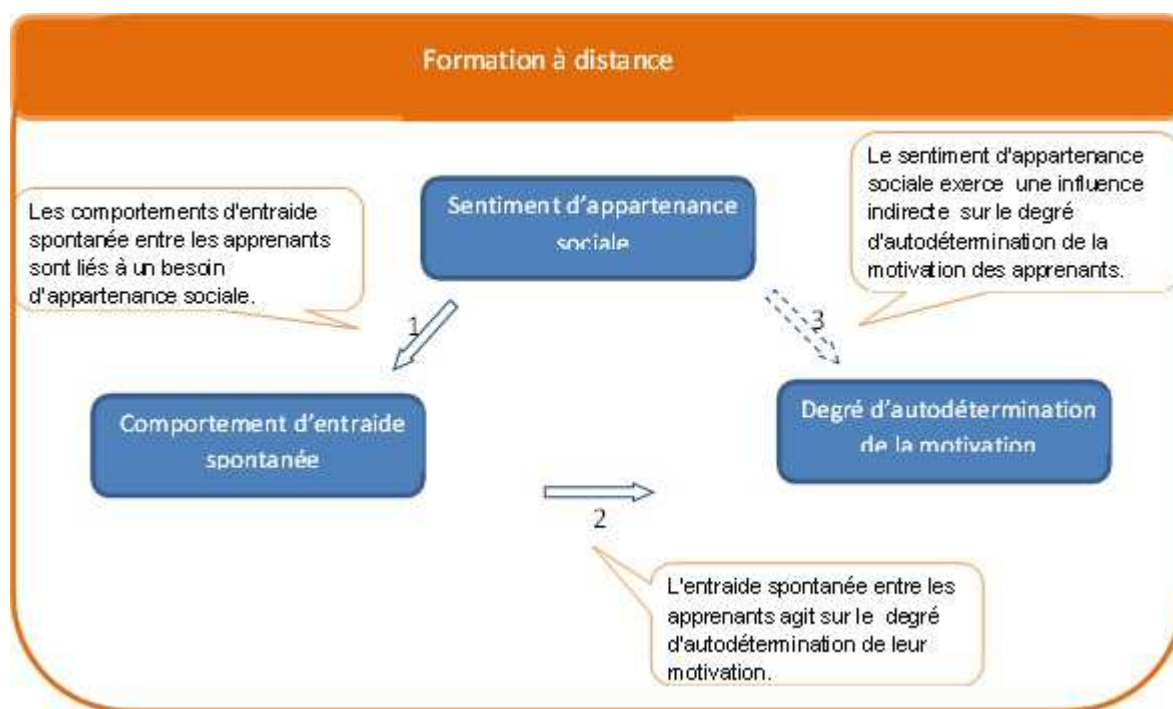 Formation à distance
Les comportements d'entraide
spontanée entre les apprenants
sont liés à un besoin
d'appartenance sociale.
Sentiment d'appartenance
sociale
Le sentiment d'appartenance
sociale exerce une influence
indirecte sur le degré
d'autodétermination de la
motivation des apprenants.
1
3
Comportement d'entraide
spontanée
Degré d'autodétermination
de la motivation
2
L'entraide spontanée entre les
apprenants agit sur le degré
d'autodétermination de leur
motivation.